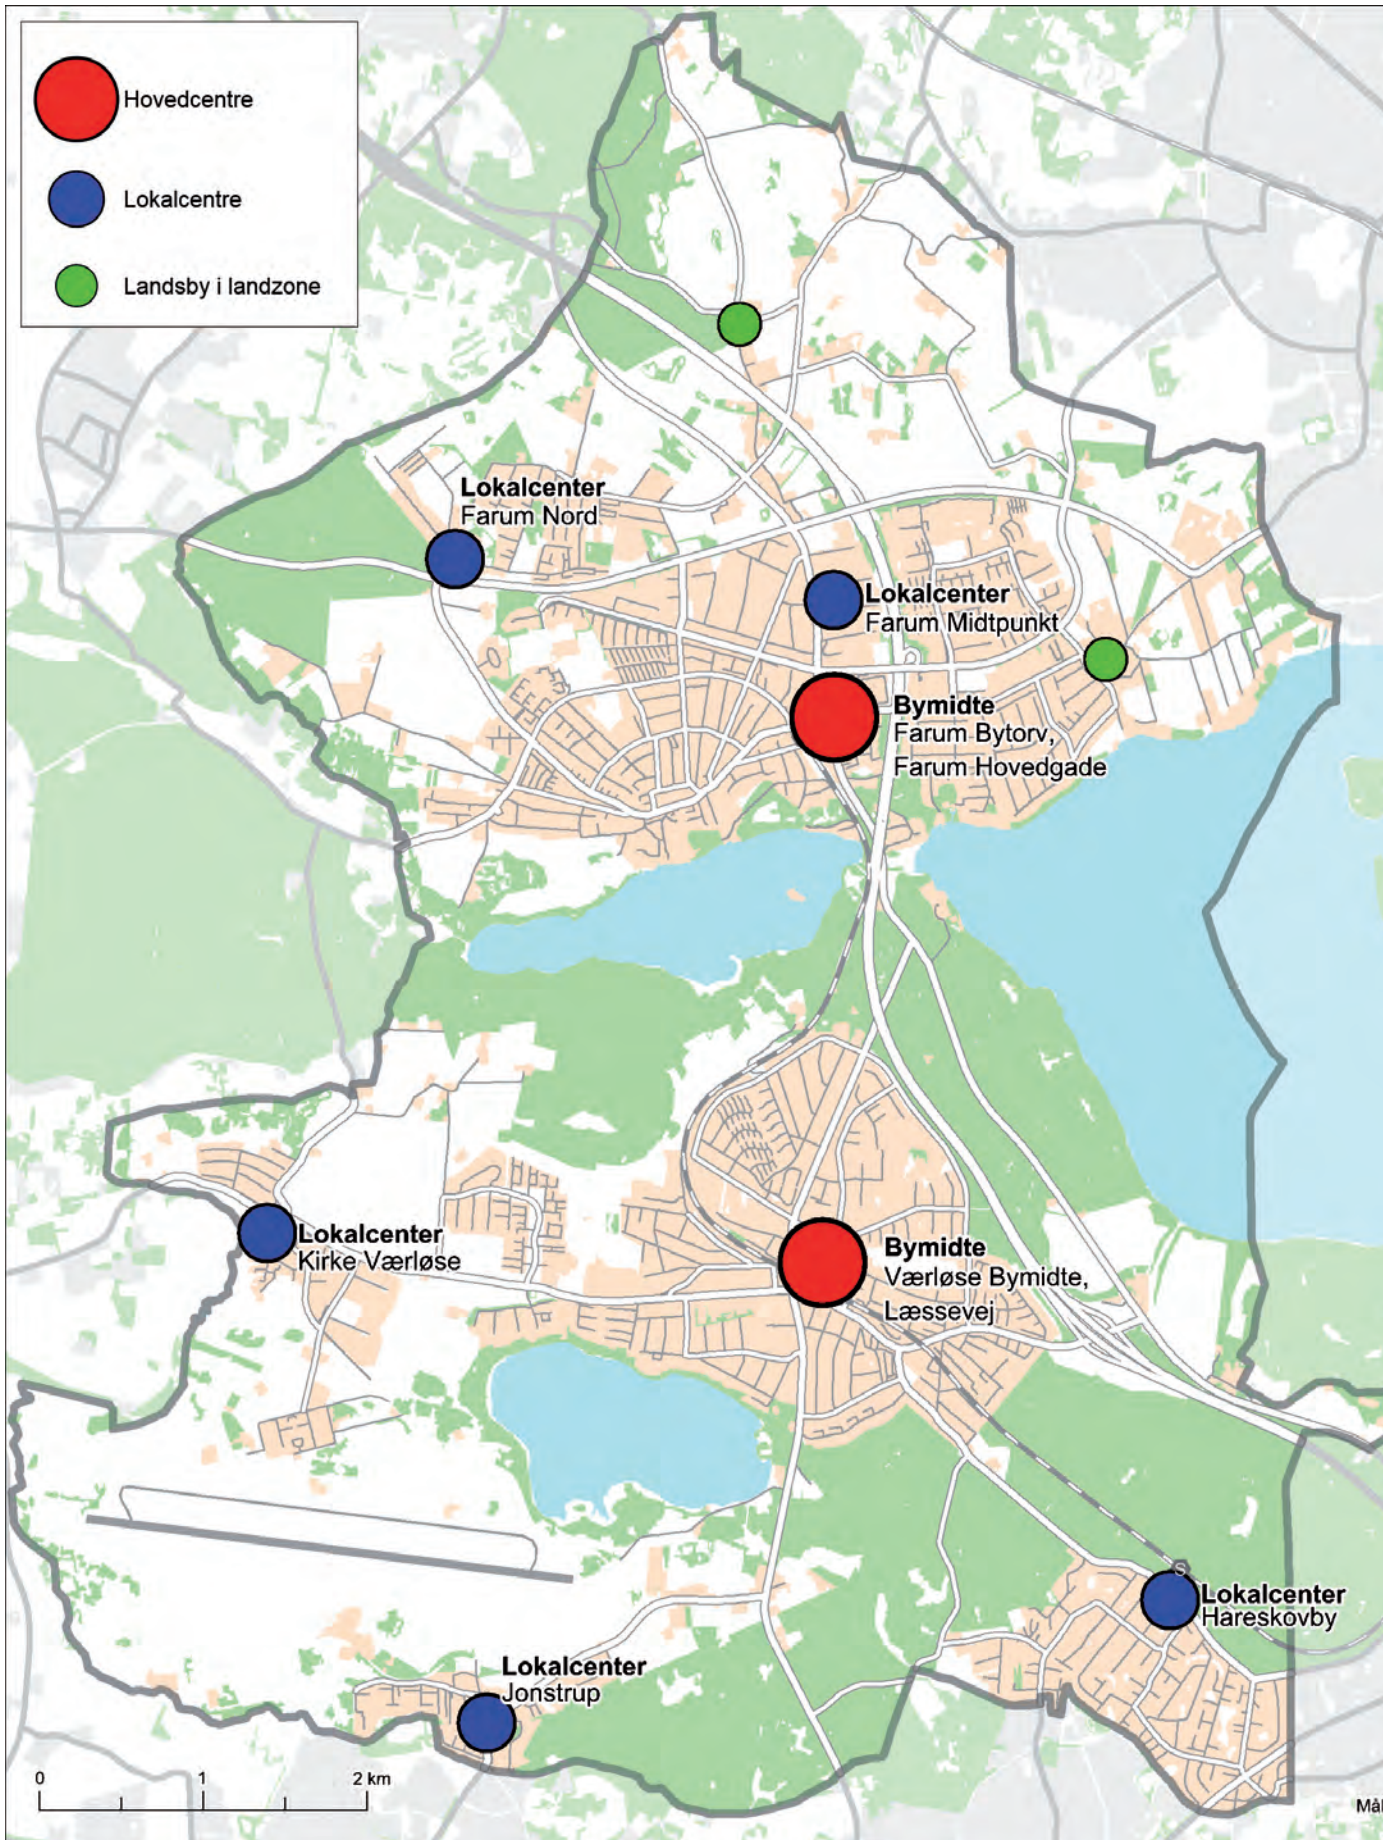 Hovedcentre
Lokalcentre
Landsby i landzone
Lokalcenter
Farum Nord
Lokalcenter
Farum Midtpunkt
Bymidte
Farum Bytorv,
Farum Hovedgade
Lokalcenter
Kirke Værløse
Bymidte
Værløse Bymidte,
Læssevej
S
Lokalcenter
Hareskovby
Lokalcenter
Jonstrup
0 1 2 km
Mål